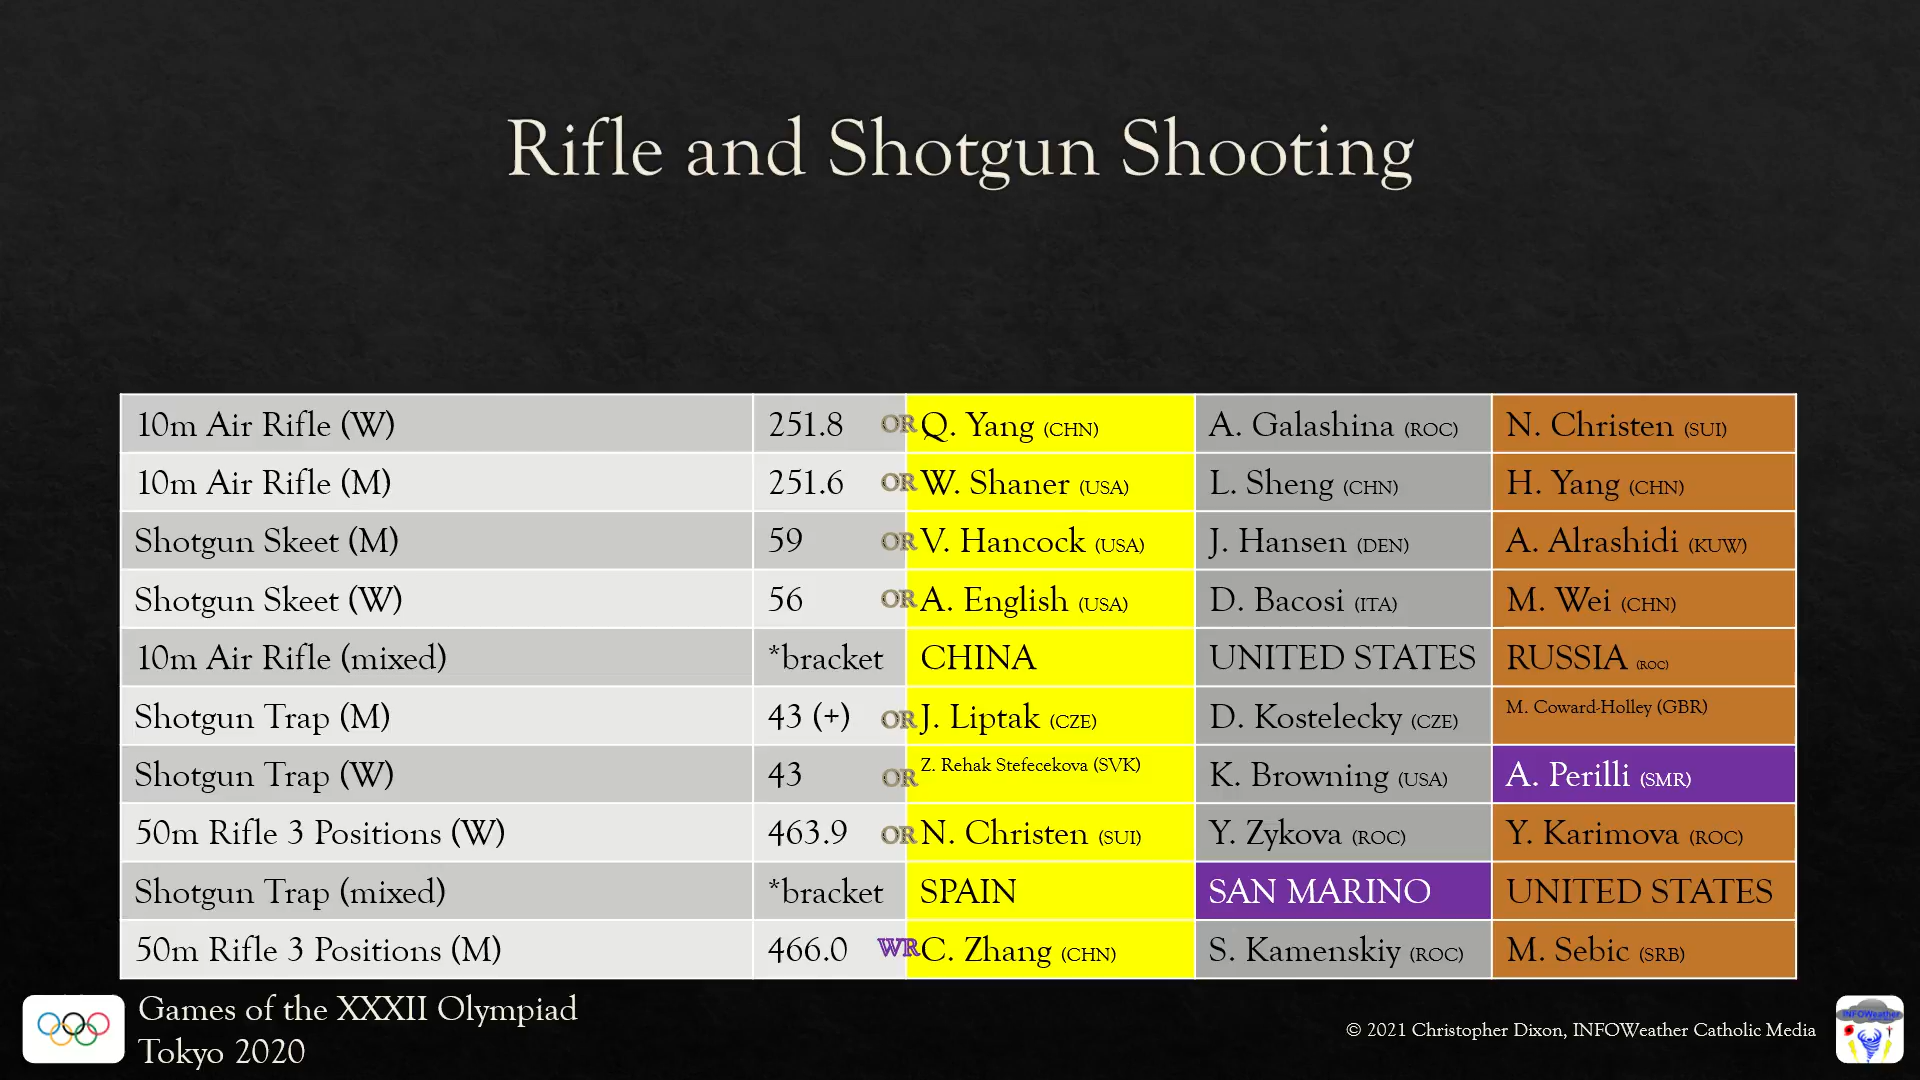 Rifle and Shotgun Shooting
10m Air Rifle (W) 251.8 OR Q. Yang (CHN) A. Galashina (ROC) N. Christen (SUI)
10m Air Rifle (M) 251.6 OR W. Shaner (USA) L. Sheng (CHN) H. Yang (CHN)
Shotgun Skeet (M) 59 OR V. Hancock (USA) J. Hansen (DEN) A. Alrashidi (KUW)
Shotgun Skeet (W) 56 OR A. English (USA) D. Bacosi (ITA) M. Wei (CHN)
10m Air Rifle (mixed) *bracket CHINA UNITED STATES RUSSIA (ROC)
Shotgun Trap (M) 43 (+) OR J. Liptak (CZE) D. Kostelecky (CZE) M. Coward-Holley (GBR)
Shotgun Trap (W) 43 OR Z. Rehak Stefecekova (SVK) K. Browning (USA) A. Perilli (SMR)
50m Rifle 3 Positions (W) 463.9 OR N. Christen (SUI) Y. Zykova (ROC) Y. Karimova (ROC)
Shotgun Trap (mixed) *bracket SPAIN SAN MARINO UNITED STATES
50m Rifle 3 Positions (M) 466.0 WR C. Zhang (CHN) S. Kamenskiy (ROC) M. Sebic (SRB)
Games of the XXXII Olympiad
Tokyo 2020
© 2021 Christopher Dixon, INFOWeather Catholic Media
INFOWeather